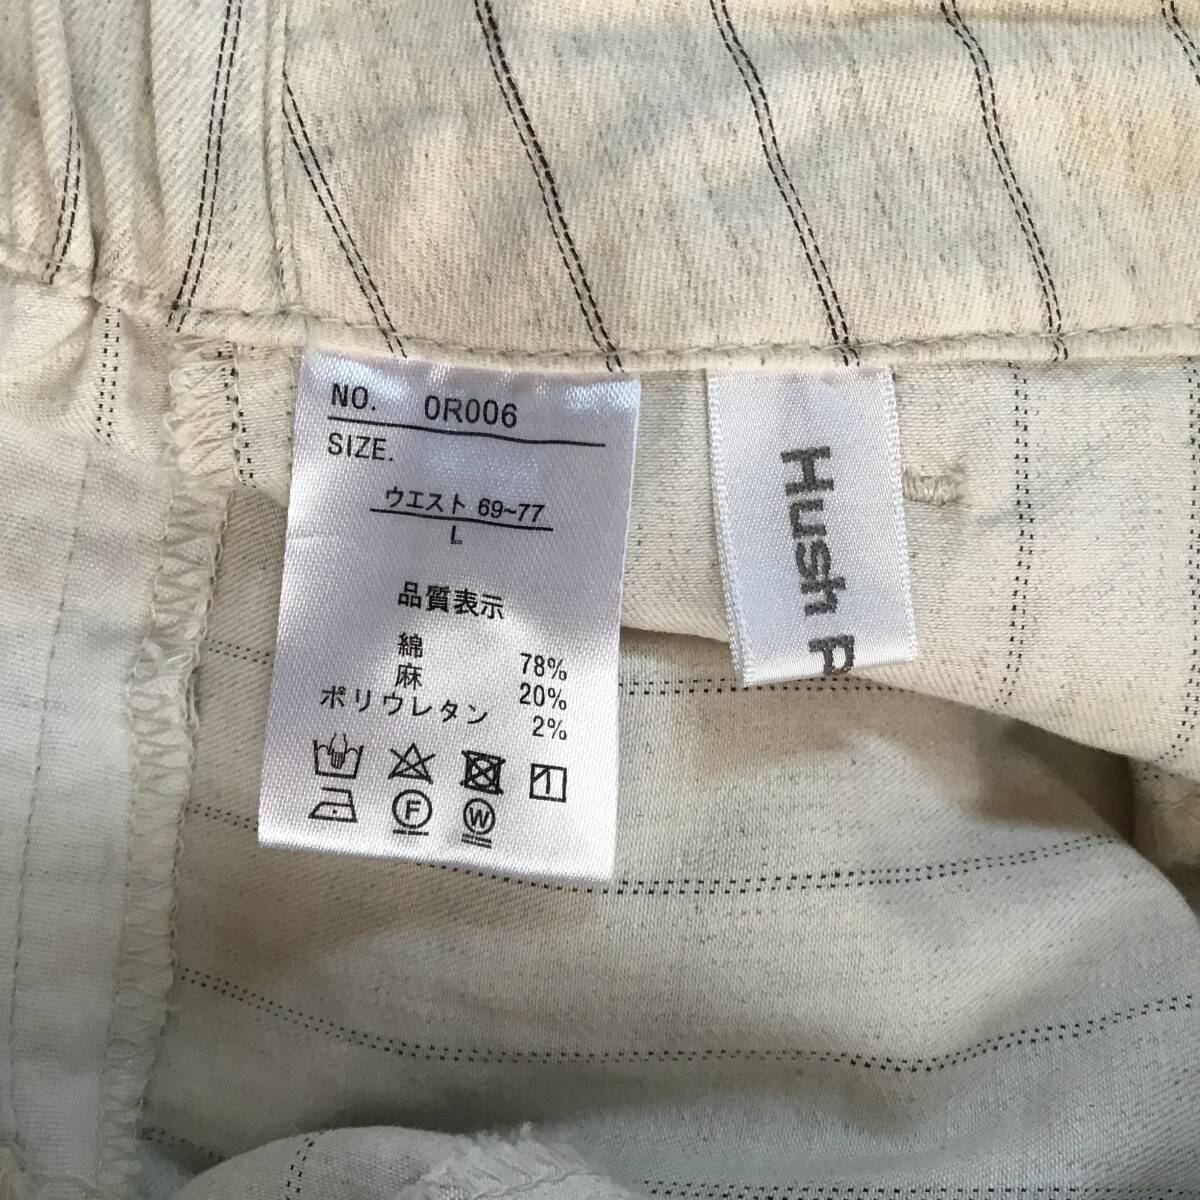 NO. 0R006
SIZE.
ウエスト 69~77
L
品質表示
綿 78%
麻 20%
ポリウレタン 2%
F
W
Hush P